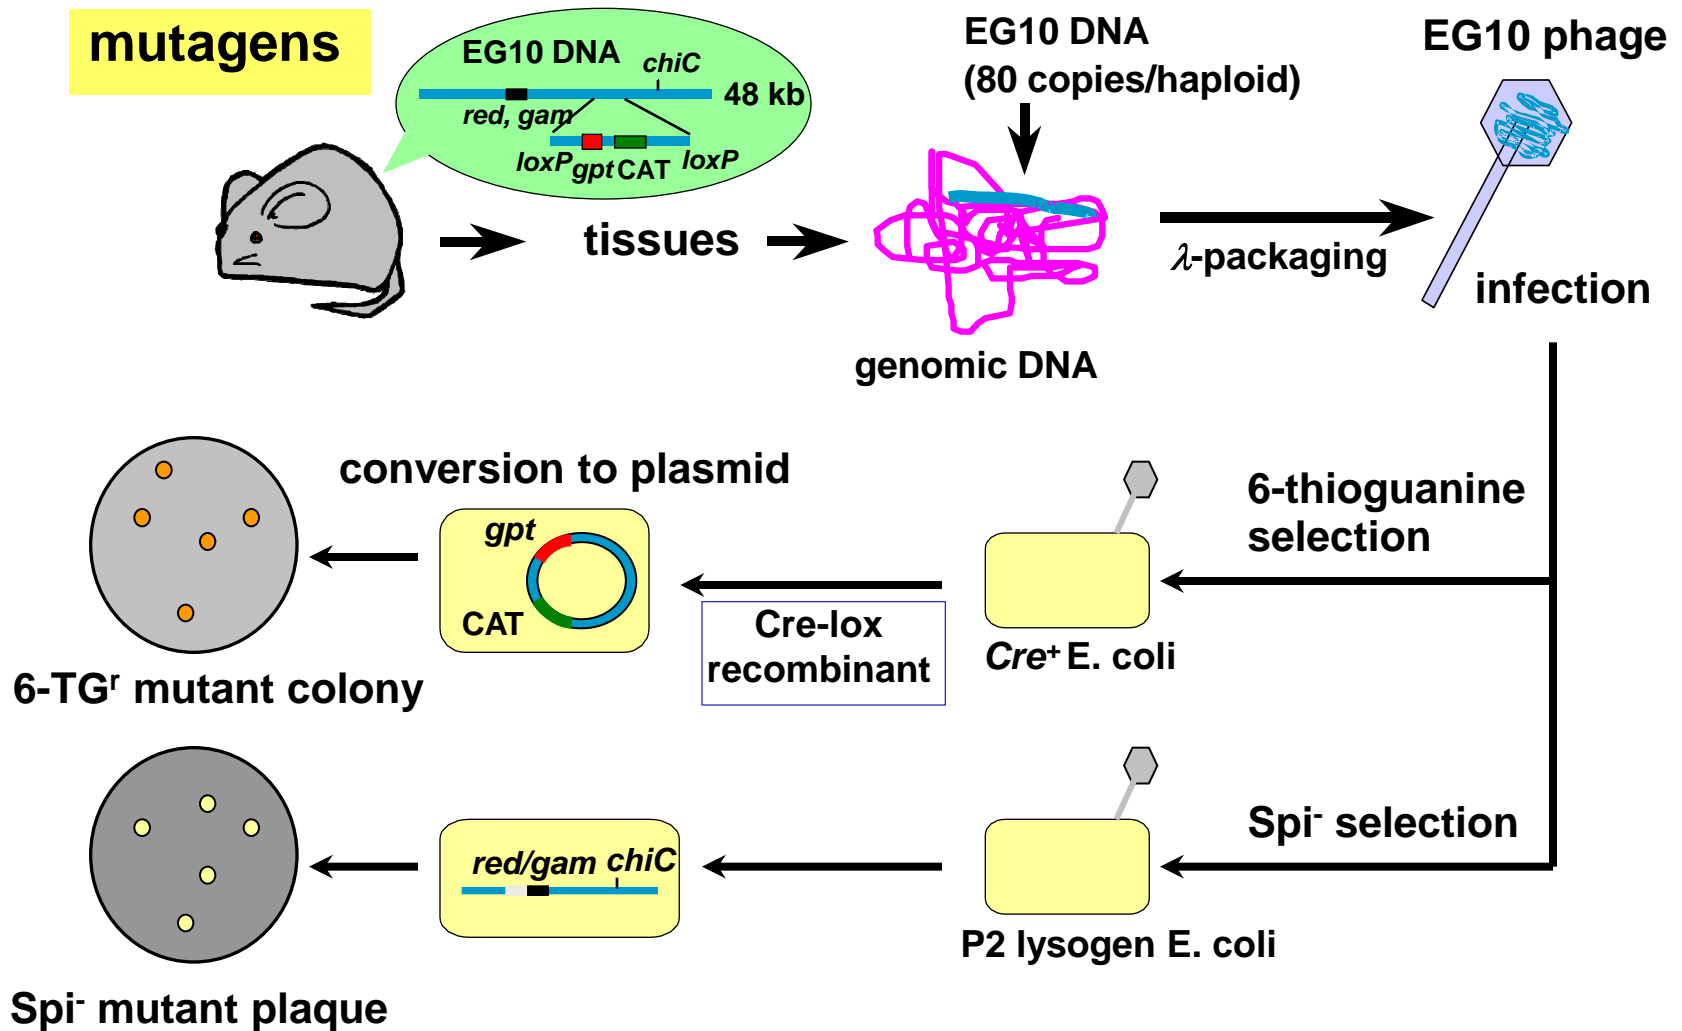 mutagens
EG10 DNA
chiC
48 kb
red, gam
loxP gpt CAT loxP
EG10 DNA
(80 copies/haploid)
EG10 phage
tissues
λ-packaging
infection
genomic DNA
conversion to plasmid
6-thioguanine
selection
gpt
CAT
Cre-lox
recombinant
Cre⁺ E. coli
6-TGʳ mutant colony
Spi⁻ selection
red/gam chiC
P2 lysogen E. coli
Spi⁻ mutant plaque